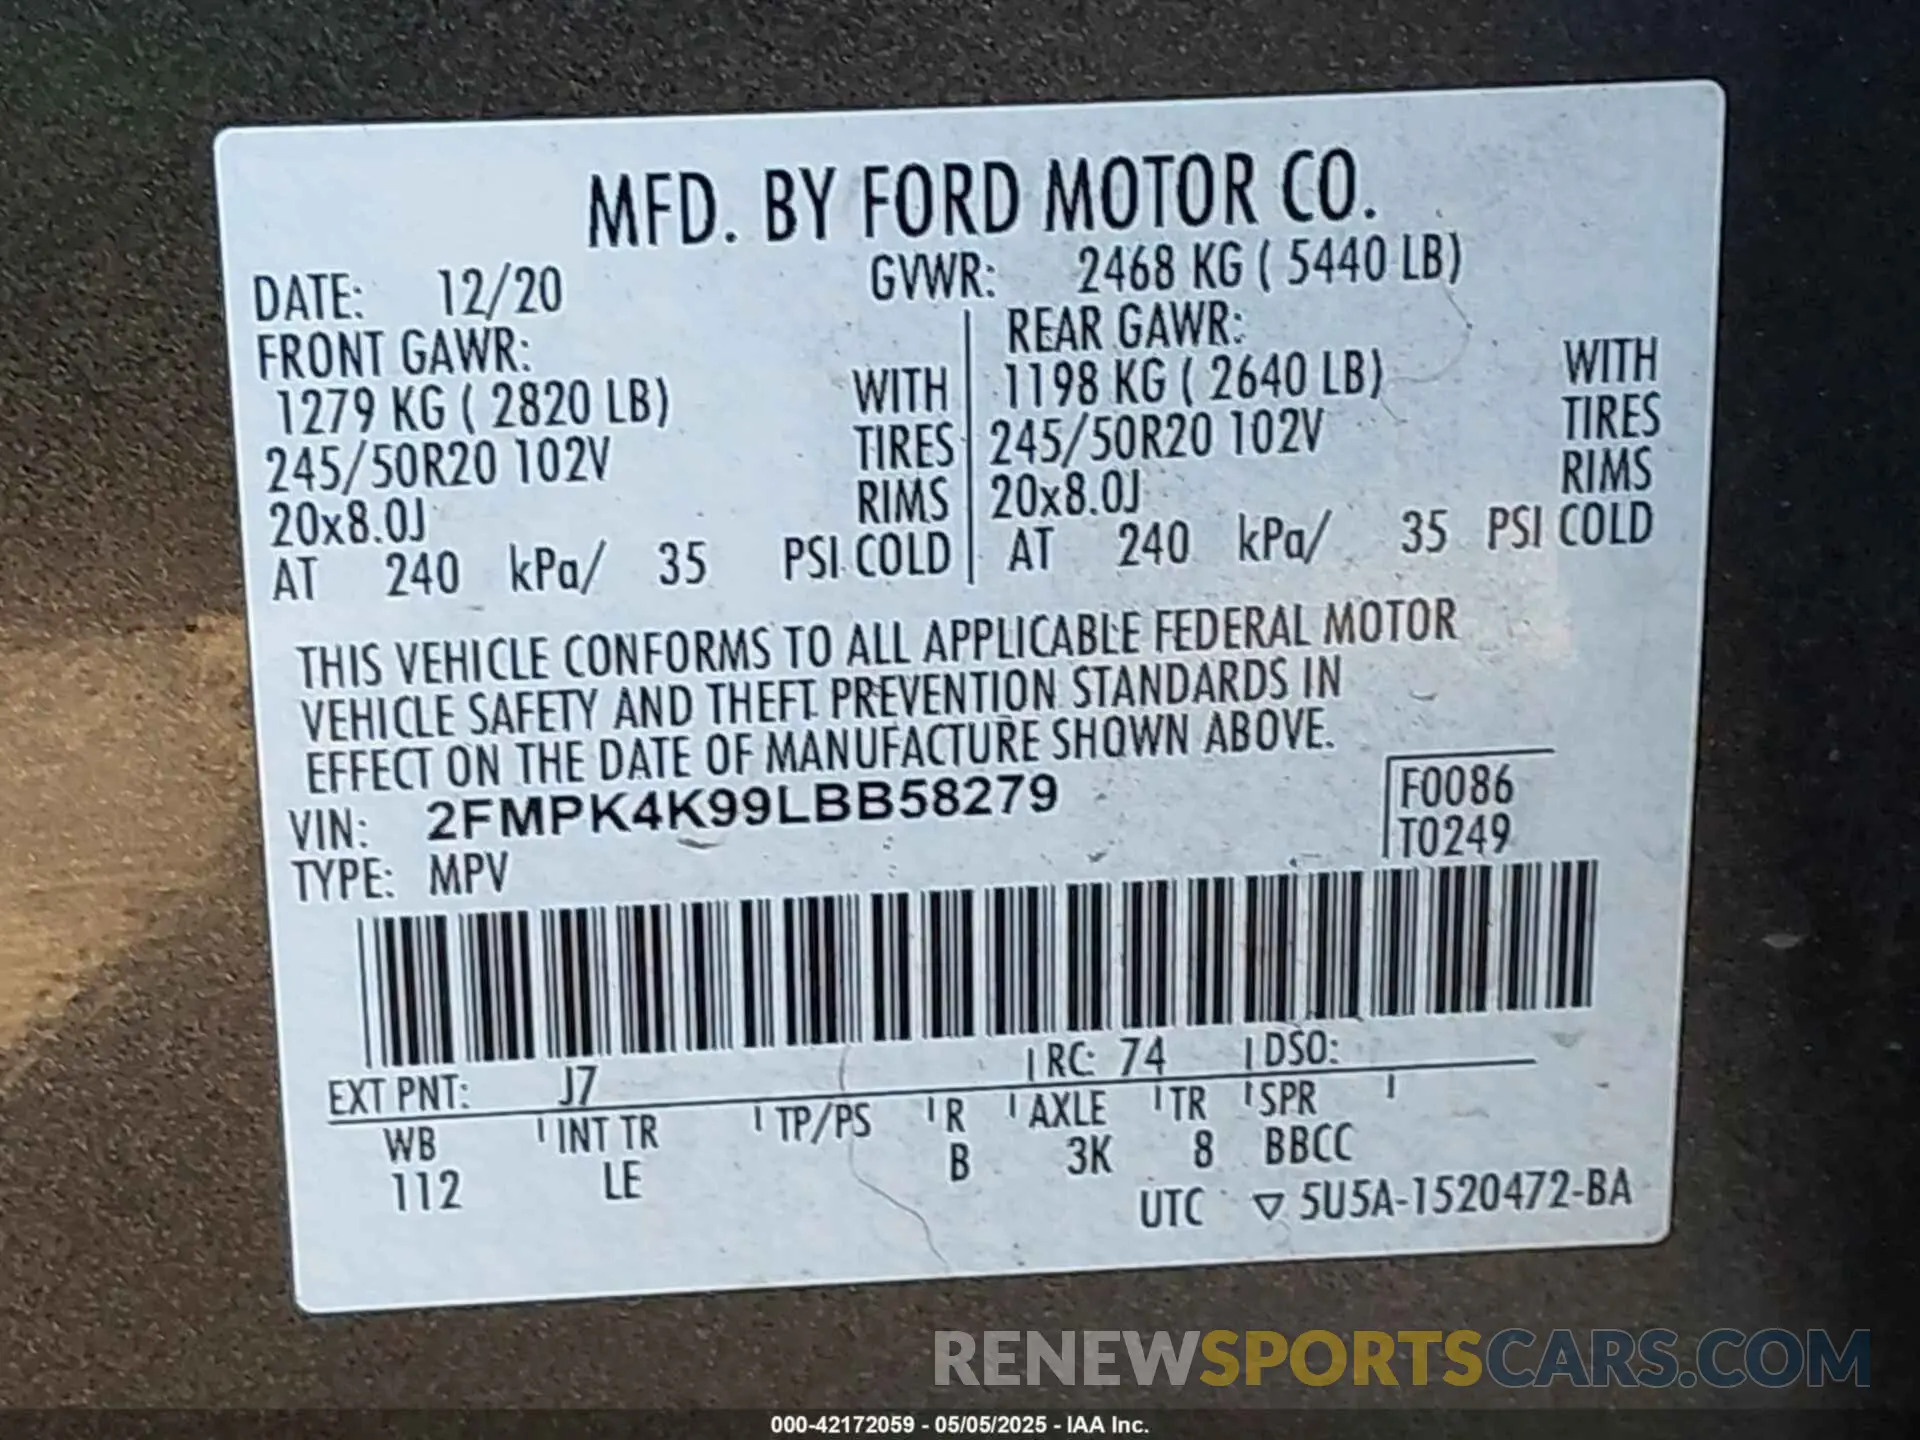 MFD. BY FORD MOTOR CO.
DATE: 12/20 GVWR: 2468 KG ( 5440 LB)
FRONT GAWR: REAR GAWR:
1279 KG ( 2820 LB) WITH 1198 KG ( 2640 LB) WITH
245/50R20 102V TIRES 245/50R20 102V TIRES
20x8.0J RIMS 20x8.0J RIMS
AT 240 kPa/ 35 PSI COLD AT 240 kPa/ 35 PSI COLD
THIS VEHICLE CONFORMS TO ALL APPLICABLE FEDERAL MOTOR
VEHICLE SAFETY AND THEFT PREVENTION STANDARDS IN
EFFECT ON THE DATE OF MANUFACTURE SHOWN ABOVE.
VIN: 2FMPK4K99LBB58279 F0086
TYPE: MPV T0249
EXT PNT: J7 RC: 74 DSO:
WB INT TR TP/PS R AXLE TR SPR
112 LE B 3K 8 BBCC
UTC ▽ 5U5A-1520472-BA
RENEWSPORTSCARS.COM
000-42172059 - 05/05/2025 - IAA Inc.